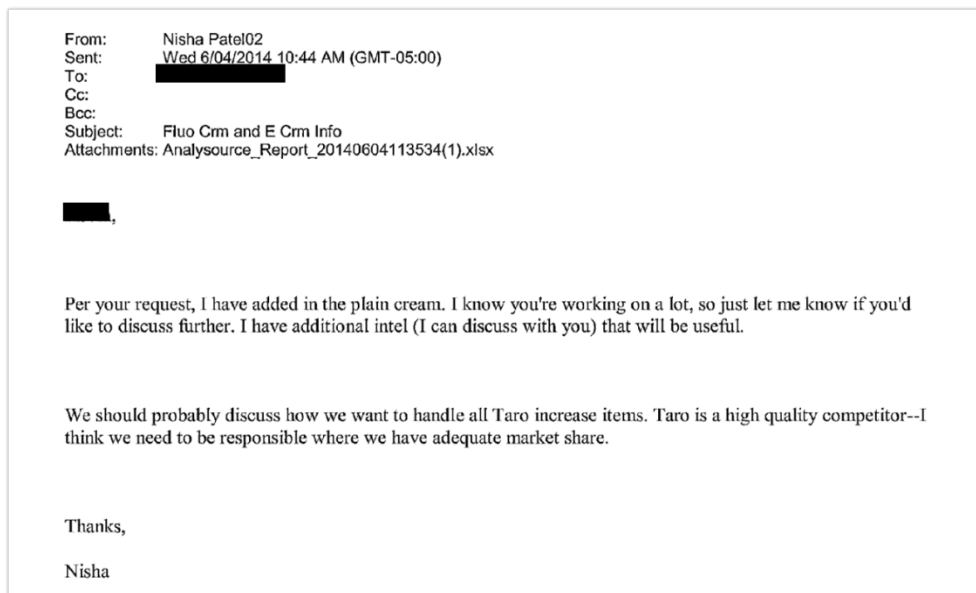 From: Nisha Patel02
Sent: Wed 6/04/2014 10:44 AM (GMT-05:00)
To:
Cc:
Bcc:
Subject: Fluo Crm and E Crm Info
Attachments: Analysource_Report_20140604113534(1).xlsx
,
Per your request, I have added in the plain cream. I know you're working on a lot, so just let me know if you'd
like to discuss further. I have additional intel (I can discuss with you) that will be useful.
We should probably discuss how we want to handle all Taro increase items. Taro is a high quality competitor--I
think we need to be responsible where we have adequate market share.
Thanks,
Nisha